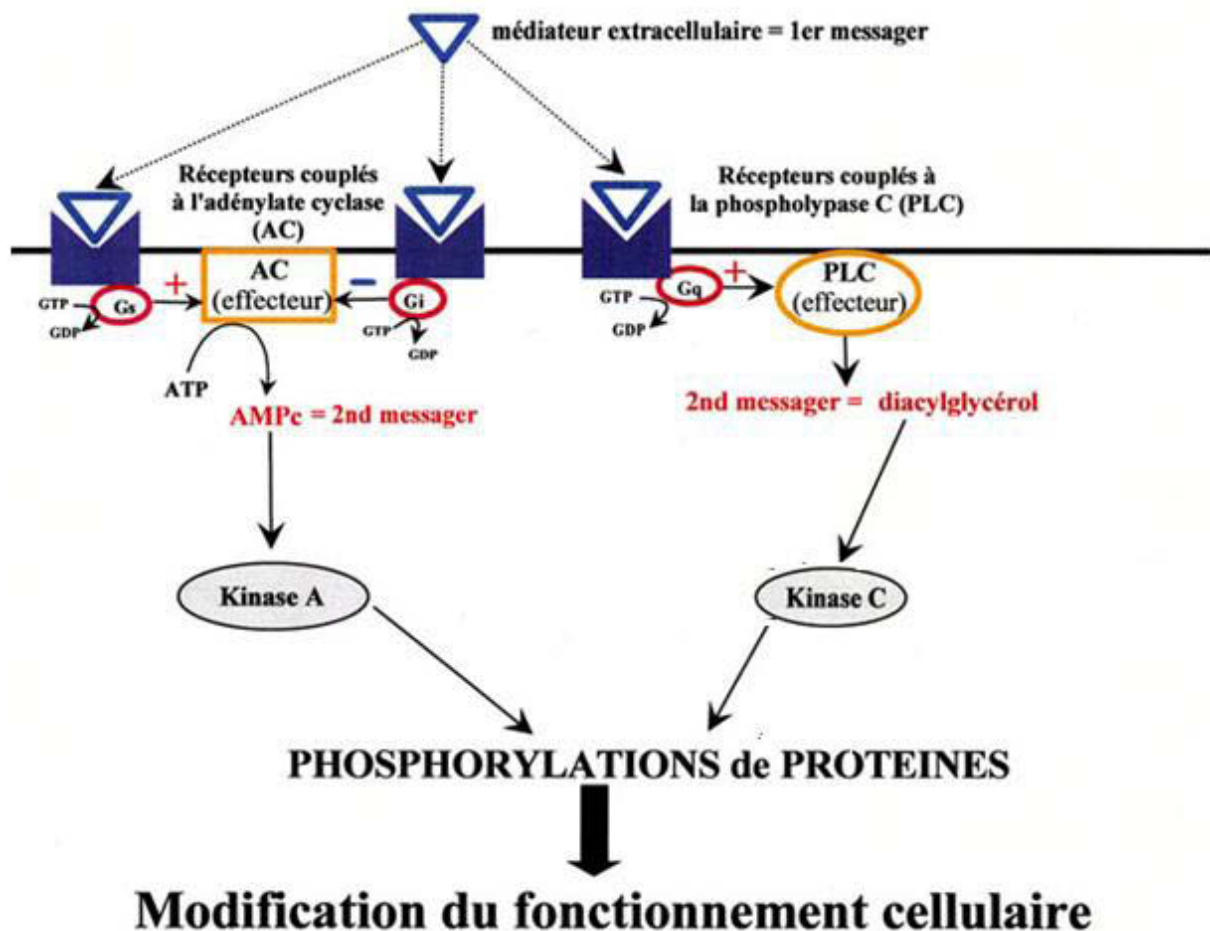 médiateur extracellulaire = 1er messager
Récepteurs couplés
à l'adénylate cyclase
(AC)
Récepteurs couplés à
la phospholypase C (PLC)
AC
(effecteur)
+
–
Gs
GTP
GDP
Gi
GTP
GDP
Gq
+
GTP
GDP
PLC
(effecteur)
ATP
AMPc = 2nd messager
2nd messager = diacylglycérol
Kinase A
Kinase C
PHOSPHORYLATIONS de PROTEINES
Modification du fonctionnement cellulaire